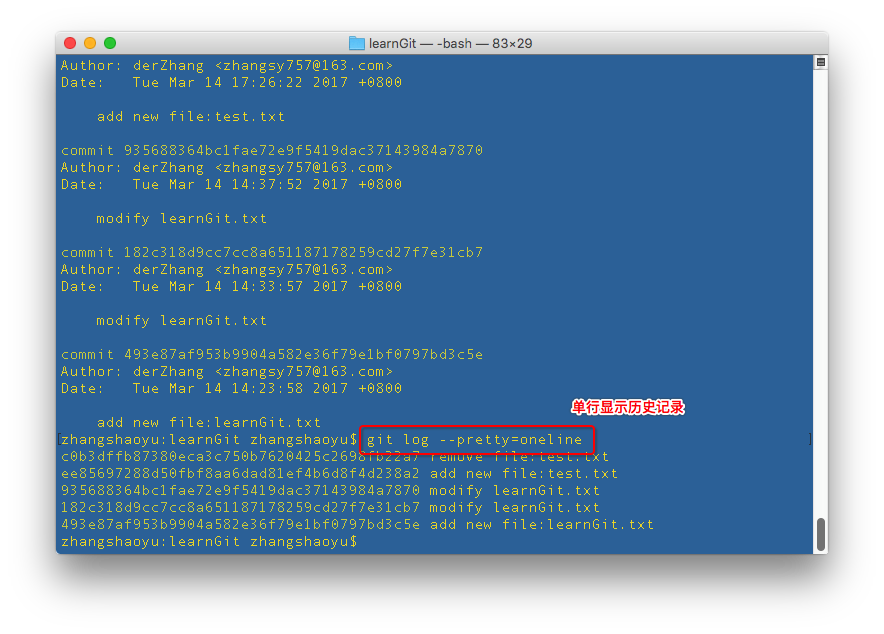 learnGit — -bash — 83×29
Author: derZhang <zhangsy757@163.com>
Date:   Tue Mar 14 17:26:22 2017 +0800
add new file:test.txt
commit 935688364bc1fae72e9f5419dac37143984a7870
Author: derZhang <zhangsy757@163.com>
Date:   Tue Mar 14 14:37:52 2017 +0800
modify learnGit.txt
commit 182c318d9cc7cc8a651187178259cd27f7e31cb7
Author: derZhang <zhangsy757@163.com>
Date:   Tue Mar 14 14:33:57 2017 +0800
modify learnGit.txt
commit 493e87af953b9904a582e36f79e1bf0797bd3c5e
Author: derZhang <zhangsy757@163.com>
Date:   Tue Mar 14 14:23:58 2017 +0800
单行显示历史记录
add new file:learnGit.txt
[zhangshaoyu:learnGit zhangshaoyu$ git log --pretty=oneline ]
c0b3dffb87380eca3c750b7620425c2698fb22a7 remove file:test.txt
ee85697288d50fbf8aa6dad81ef4b6d8f4d238a2 add new file:test.txt
935688364bc1fae72e9f5419dac37143984a7870 modify learnGit.txt
182c318d9cc7cc8a651187178259cd27f7e31cb7 modify learnGit.txt
493e87af953b9904a582e36f79e1bf0797bd3c5e add new file:learnGit.txt
zhangshaoyu:learnGit zhangshaoyu$